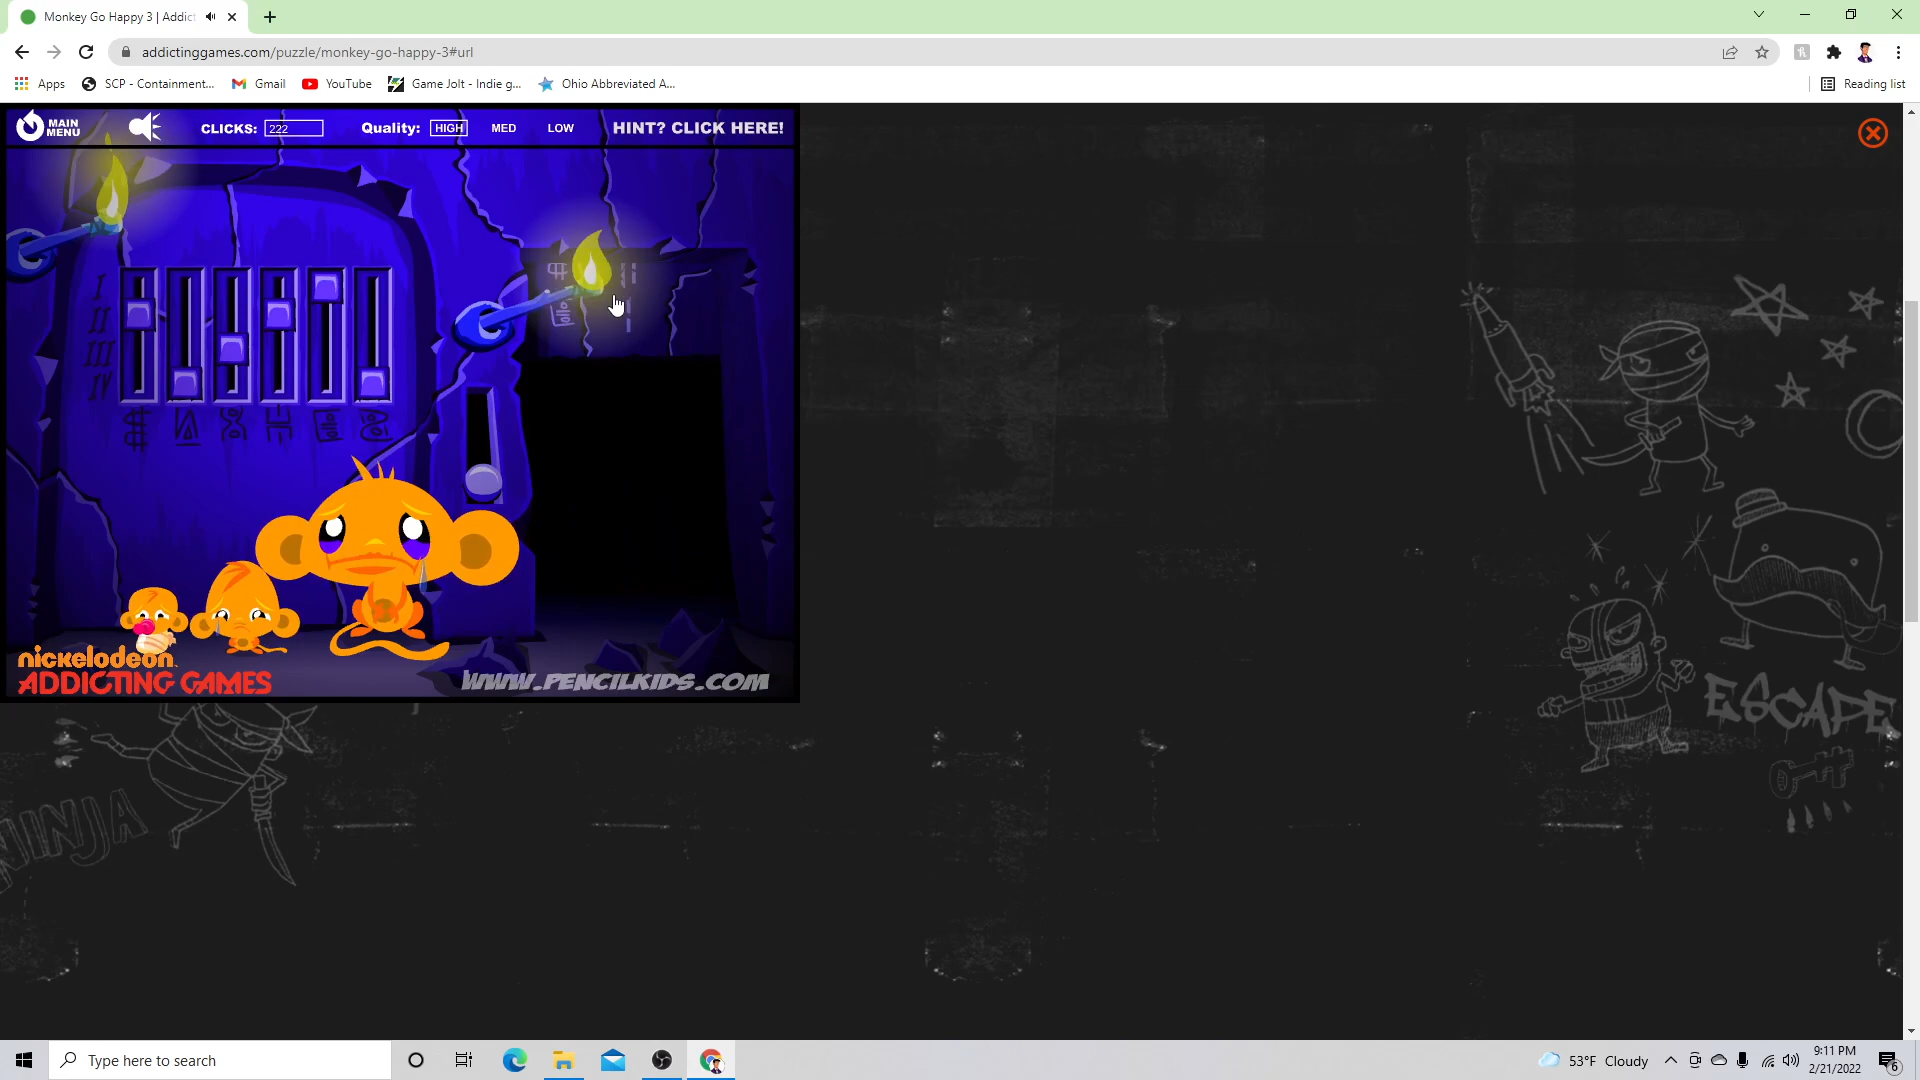 Monkey Go Happy 3 | Addict
addictinggames.com/puzzle/monkey-go-happy-3#url
Apps
SCP - Containment...
Gmail
YouTube
Game Jolt - Indie g...
Ohio Abbreviated A...
Reading list
MAIN MENU
CLICKS: 222
Quality: HIGH MED LOW
HINT? CLICK HERE!
I
II
III
IV
nickelodeon
ADDICTING GAMES
WWW.PENCILKIDS.COM
ESCAPE
NINJA
Type here to search
53°F Cloudy
9:11 PM
2/21/2022
6